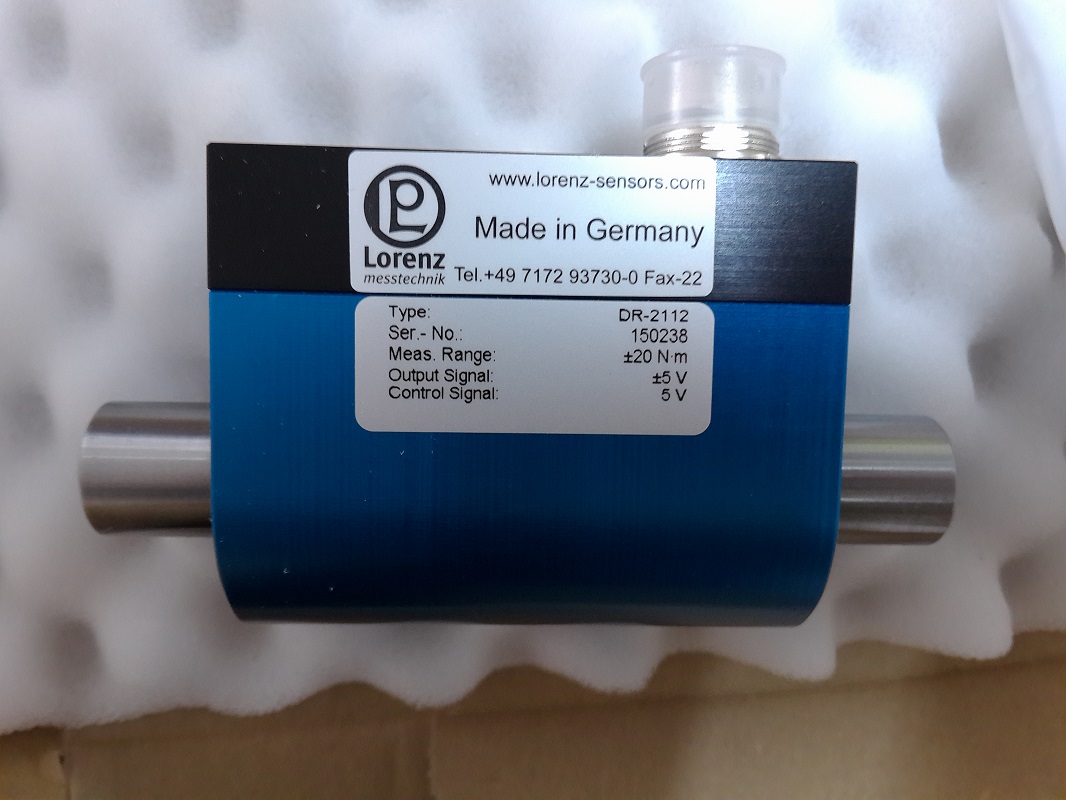 www.lorenz-sensors.com
Made in Germany
Lorenz
messtechnik
Tel.+49 7172 93730-0 Fax-22
Type: DR-2112
Ser.- No.: 150238
Meas. Range: ±20 N·m
Output Signal: ±5 V
Control Signal: 5 V